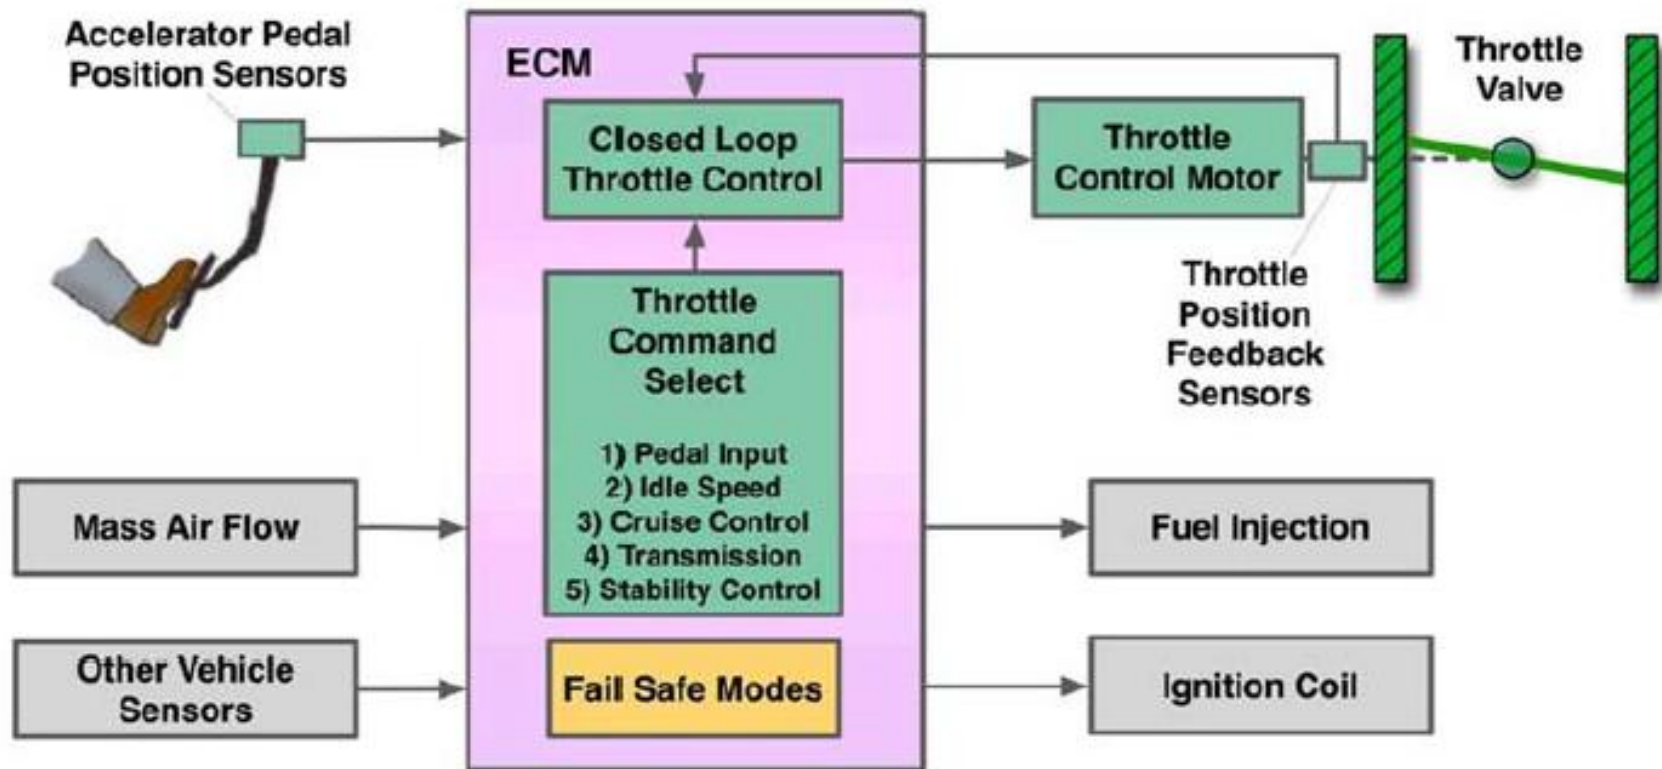 Accelerator Pedal
Position Sensors
ECM
Closed Loop
Throttle Control
Throttle
Control Motor
Throttle
Valve
Throttle
Position
Feedback
Sensors
Throttle
Command
Select
1) Pedal Input
2) Idle Speed
3) Cruise Control
4) Transmission
5) Stability Control
Mass Air Flow
Fuel Injection
Other Vehicle
Sensors
Fail Safe Modes
Ignition Coil